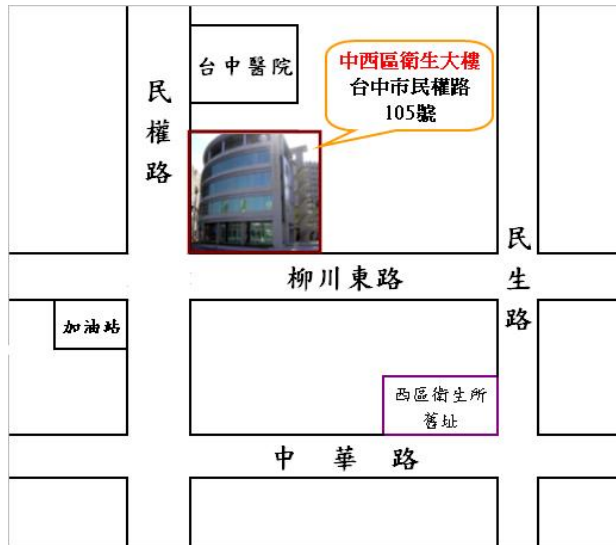 台中醫院
中西區衛生大樓
台中市民權路
105號
民權路
民生路
柳川東路
加油站
西區衛生所
舊址
中華路